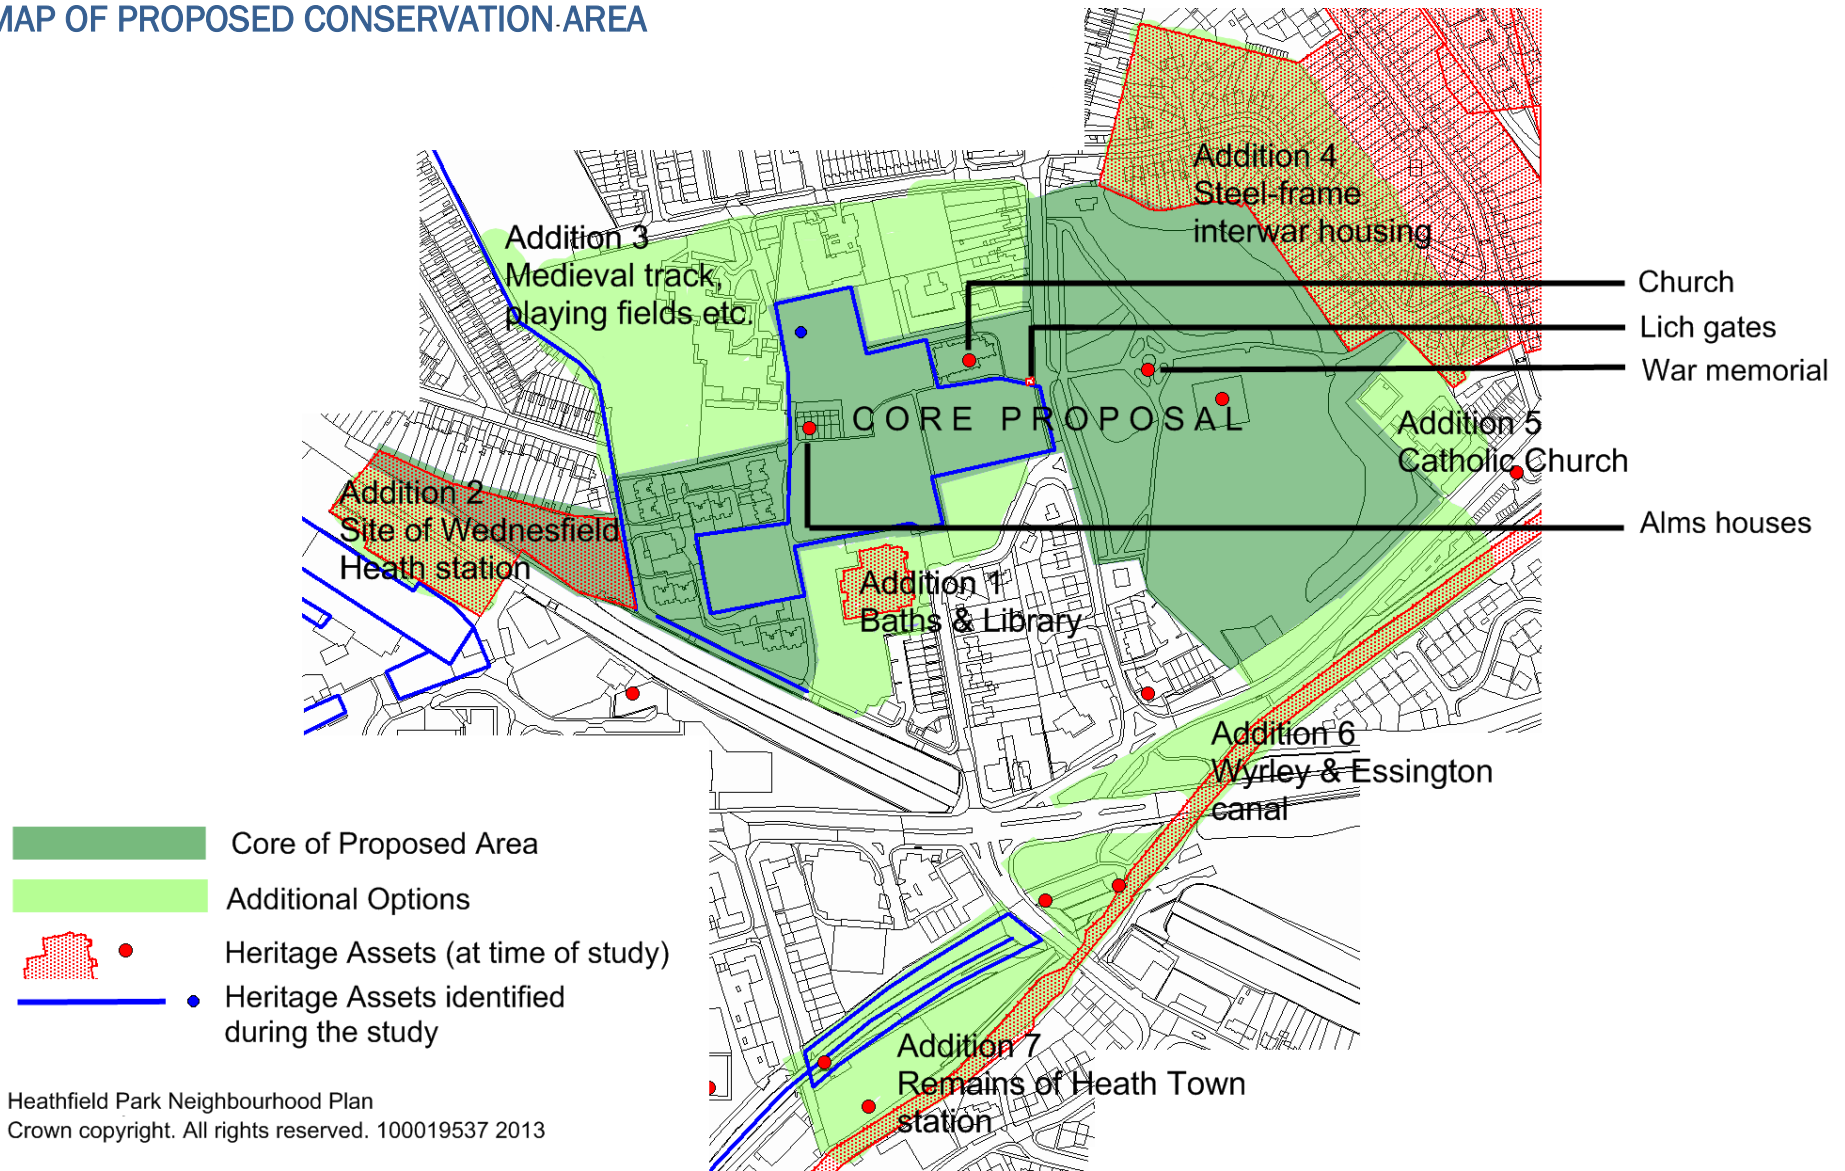 MAP OF PROPOSED CONSERVATION AREA
Addition 4
Steel-frame
interwar housing
Addition 3
Medieval track,
playing fields etc.
Church
Lich gates
War memorial
CORE PROPOSAL
Addition 5
Catholic Church
Addition 2
Site of Wednesfield
Heath station
Alms houses
Addition 1
Baths & Library
Addition 6
Wyrley & Essington
canal
Core of Proposed Area
Additional Options
Heritage Assets (at time of study)
Heritage Assets identified
during the study
Addition 7
Remains of Heath Town
station
Heathfield Park Neighbourhood Plan
Crown copyright. All rights reserved. 100019537 2013